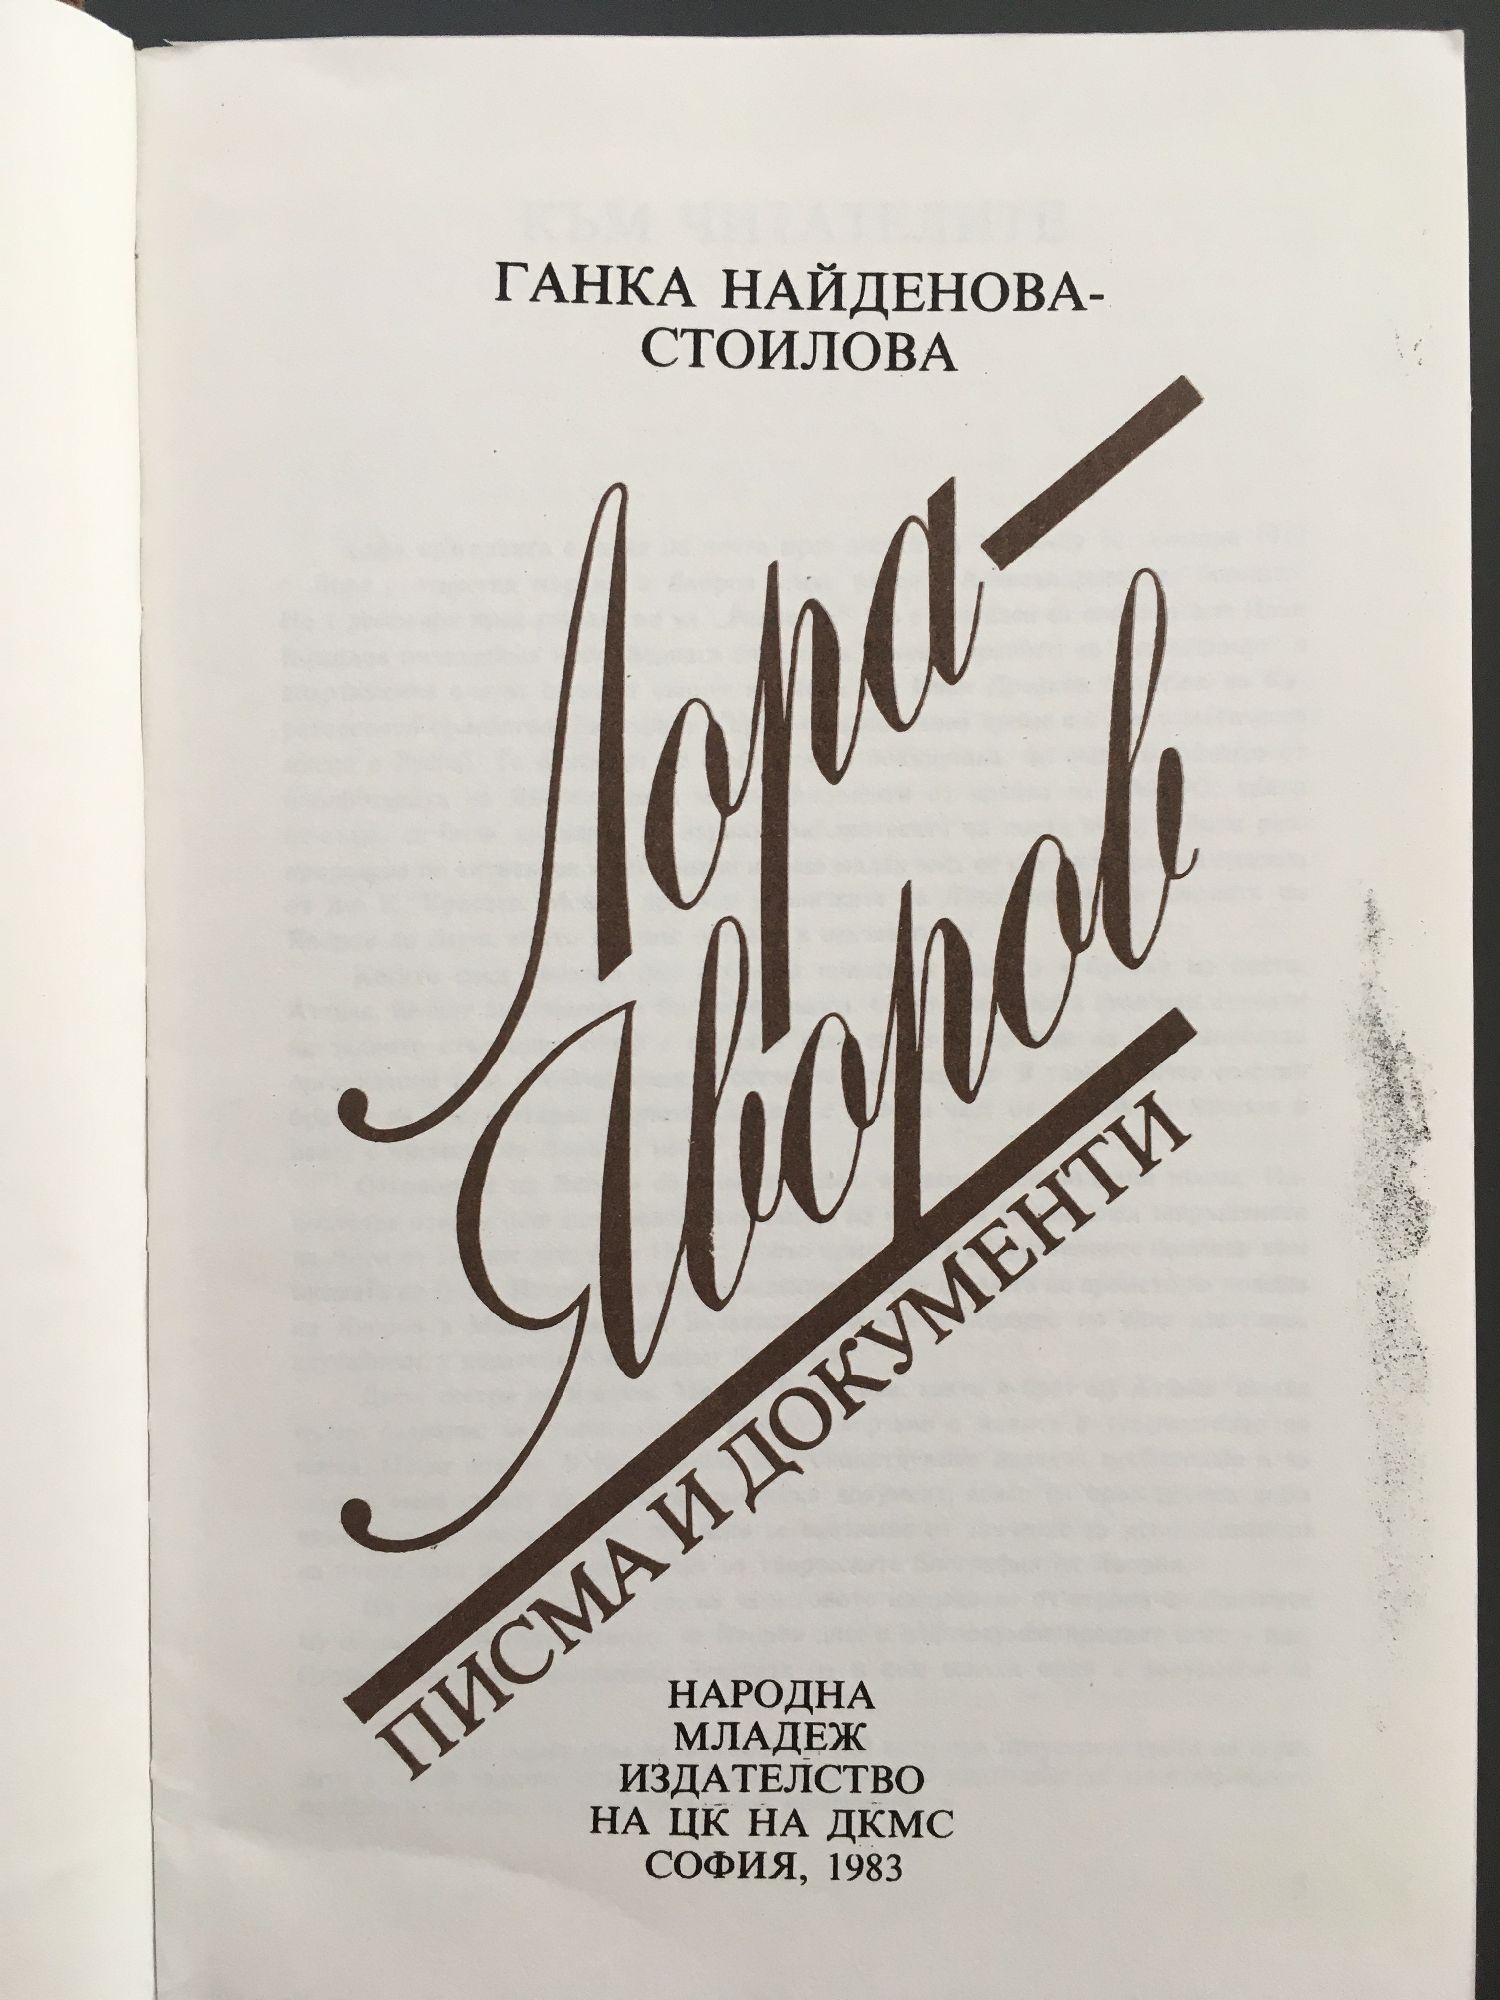 ГАНКА НАЙДЕНОВА-
СТОИЛОВА
Лора-
Яворов
ПИСМА И ДОКУМЕНТИ
НАРОДНА
МЛАДЕЖ
ИЗДАТЕЛСТВО
НА ЦК НА ДКМС
СОФИЯ, 1983